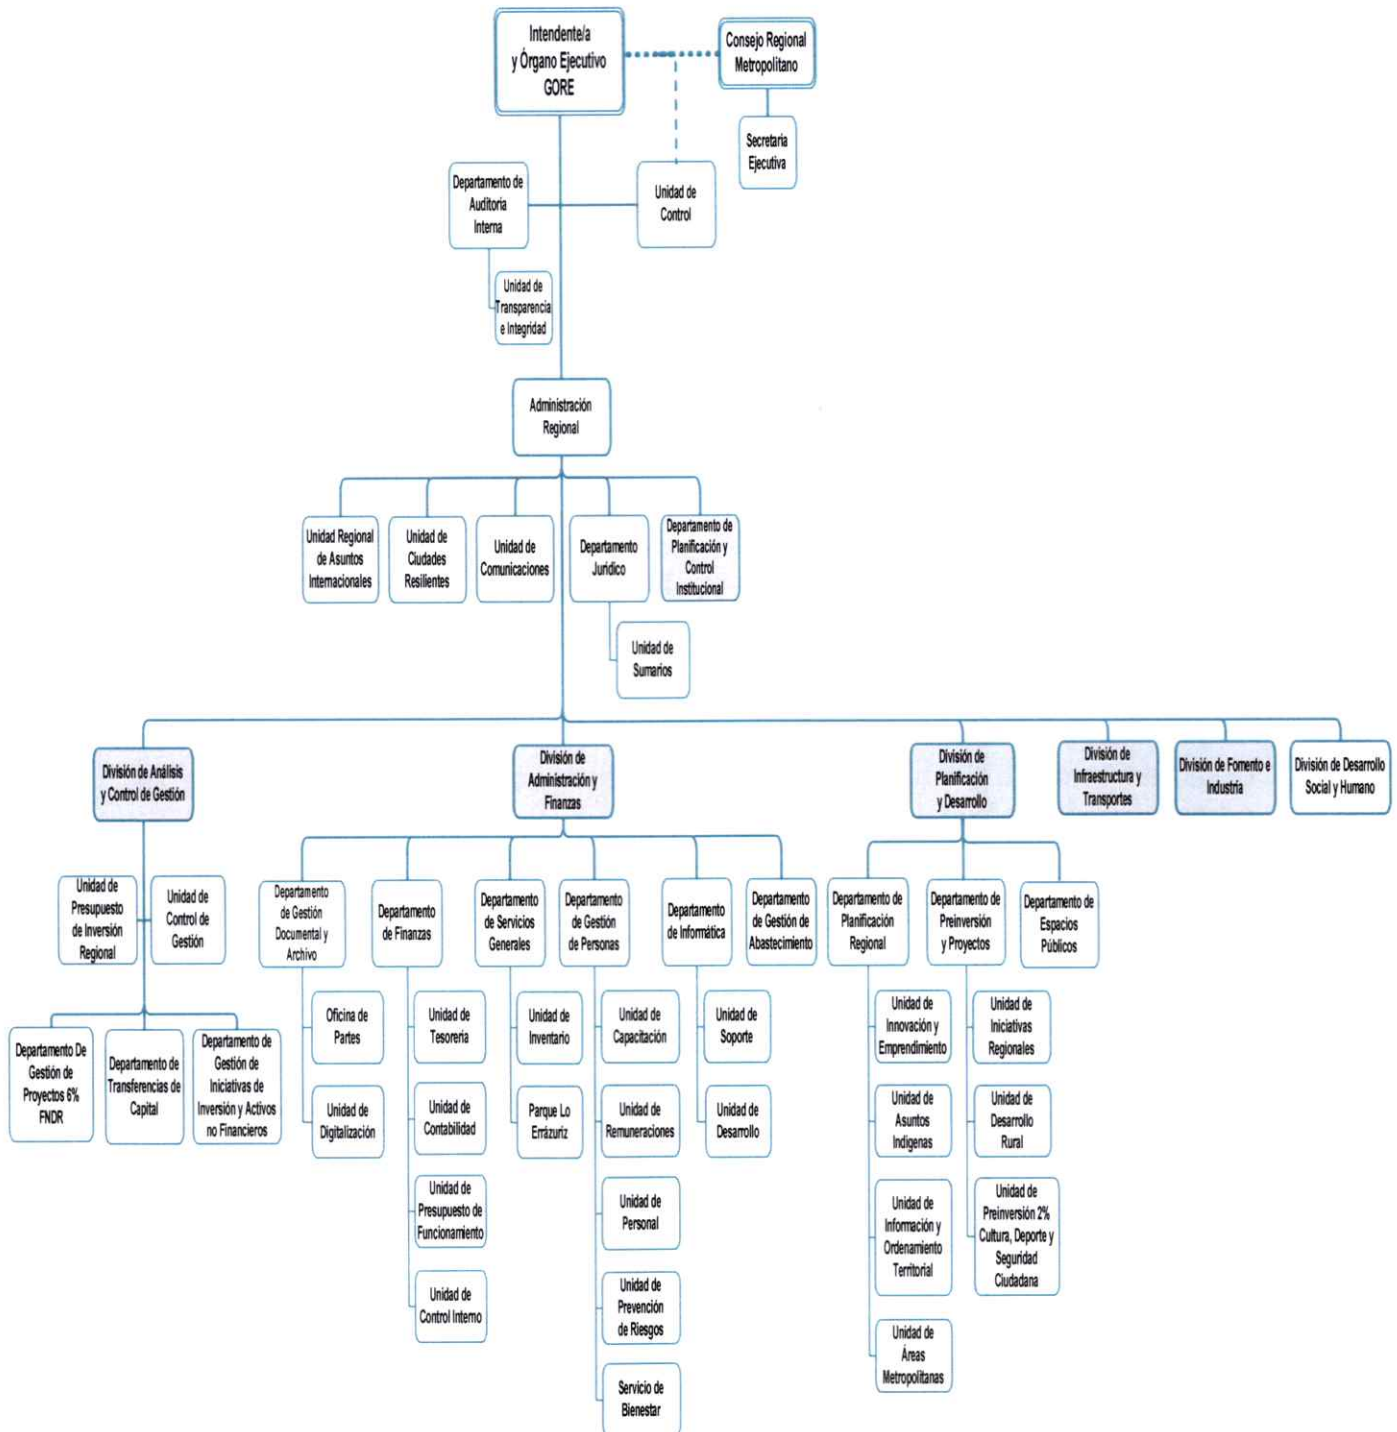 Intendente/a
y Órgano Ejecutivo
GORE
Consejo Regional
Metropolitano
Secretaria
Ejecutiva
Departamento de
Auditoria
Interna
Unidad de
Control
Unidad de
Transparencia
e Integridad
Administración
Regional
Unidad Regional
de Asuntos
Internacionales
Unidad de
Ciudades
Resilientes
Unidad de
Comunicaciones
Departamento
Jurídico
Departamento de
Planificación y
Control
Institucional
Unidad de
Sumarios
División de Análisis
y Control de Gestión
División de
Administración y
Finanzas
División de
Planificación
y Desarrollo
División de
Infraestructura y
Transportes
División de Fomento e
Industria
División de Desarrollo
Social y Humano
Unidad de
Presupuesto
de Inversión
Regional
Unidad de
Control de
Gestión
Departamento De
Gestión de
Proyectos 6%
FNDR
Departamento de
Transferencias de
Capital
Departamento de
Gestión de
Iniciativas de
Inversión y Activos
no Financieros
Departamento
de Gestión
Documental y
Archivo
Departamento
de Finanzas
Departamento
de Servicios
Generales
Departamento
de Gestión
de Personas
Departamento
de Informática
Departamento
de Gestión de
Abastecimiento
Departamento de
Planificación
Regional
Departamento de
Preinversión
y Proyectos
Departamento de
Espacios
Públicos
Oficina de
Partes
Unidad de
Digitalización
Unidad de
Tesorería
Unidad de
Contabilidad
Unidad de
Presupuesto de
Funcionamiento
Unidad de
Control Interno
Unidad de
Inventario
Parque Lo
Errázuriz
Unidad de
Capacitación
Unidad de
Remuneraciones
Unidad de
Personal
Unidad de
Prevención
de Riesgos
Servicio de
Bienestar
Unidad de
Soporte
Unidad de
Desarrollo
Unidad de
Innovación y
Emprendimiento
Unidad de
Asuntos
Indígenas
Unidad de
Información y
Ordenamiento
Territorial
Unidad de
Áreas
Metropolitanas
Unidad de
Iniciativas
Regionales
Unidad de
Desarrollo
Rural
Unidad de
Preinversión 2%
Cultura, Deporte y
Seguridad
Ciudadana